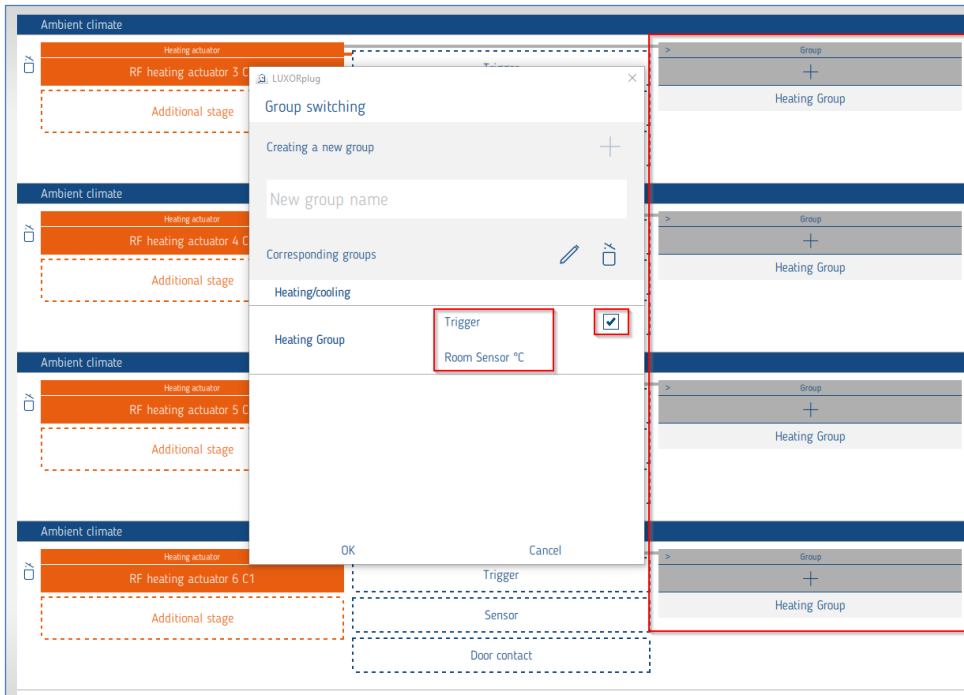 Ambient climate
Heating actuator
RF heating actuator 3 C
Additional stage
> Group
+
Heating Group
LUXORplug
Group switching
Creating a new group
New group name
Corresponding groups
Heating/cooling
Heating Group
Trigger
Room Sensor °C
OK
Cancel
Ambient climate
Heating actuator
RF heating actuator 4 C
Additional stage
> Group
+
Heating Group
Ambient climate
Heating actuator
RF heating actuator 5 C
Additional stage
> Group
+
Heating Group
Ambient climate
Heating actuator
RF heating actuator 6 C1
Additional stage
Trigger
Sensor
Door contact
> Group
+
Heating Group